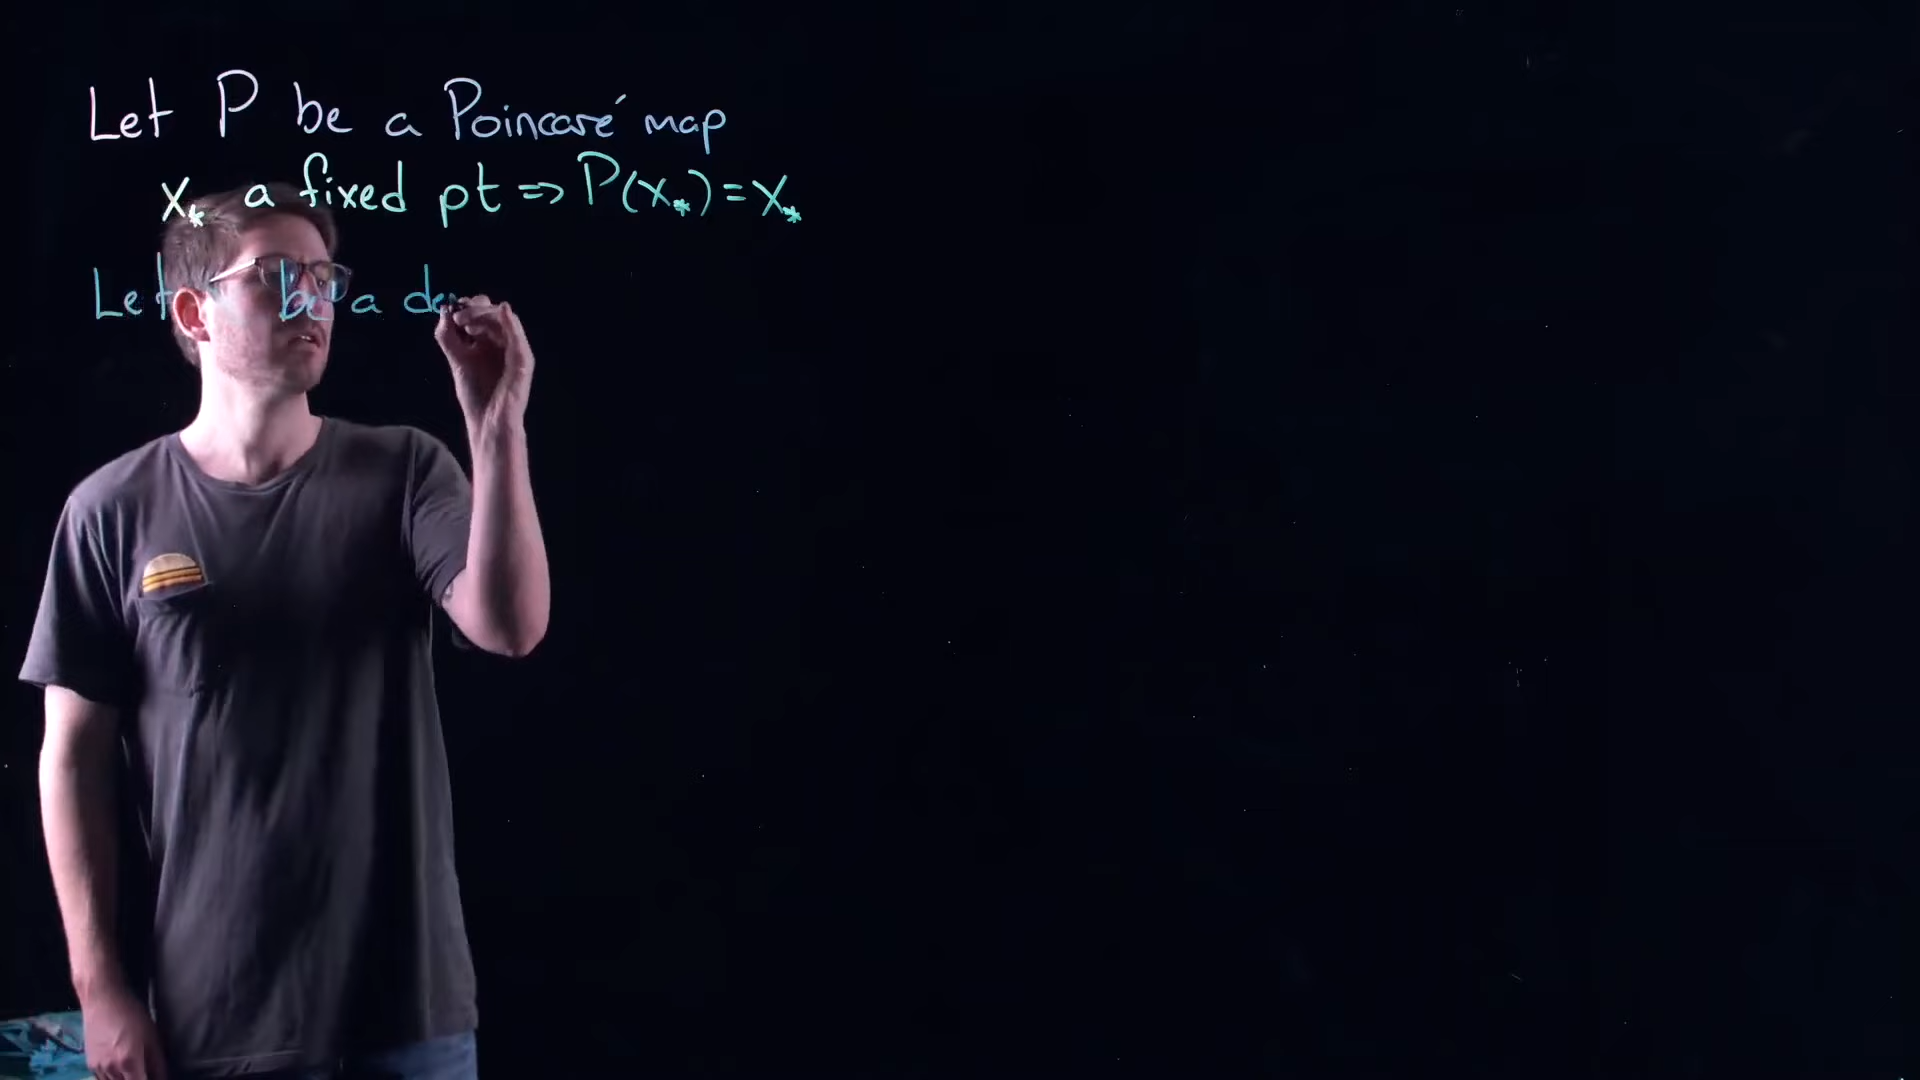 Let P be a Poincaré map
x* a fixed pt => P(x*) = x*
Let be a